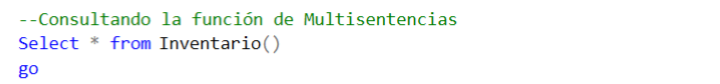 --Consultando la función de Multisentencias
Select * from Inventario()
go